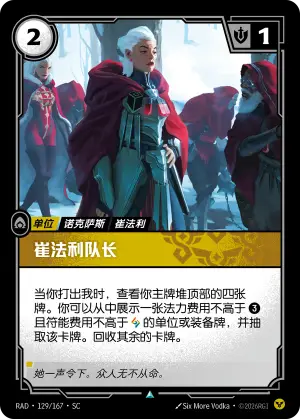 2
1
单位 诺克萨斯 崔法利
崔法利队长
当你打出我时，查看你主牌堆顶部的四张
牌。你可以从中展示一张法力费用不高于 3
且符能费用不高于 的单位或装备牌，并抽
取该卡牌。回收其余的卡牌。
她一声令下。众人无不从命。
RAD • 129/167 • SC
Six More Vodka • ©2026RG